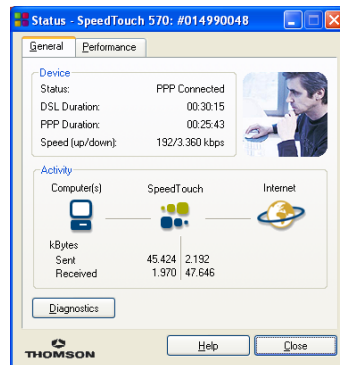 Status - SpeedTouch 570: #014990048
General Performance
Device
Status: PPP Connected
DSL Duration: 00:30:15
PPP Duration: 00:25:43
Speed (up/down): 192/3.360 kbps
Activity
Computer(s) SpeedTouch Internet
kBytes
Sent 45.424 2.192
Received 1.970 47.646
Diagnostics
THOMSON
Help Close